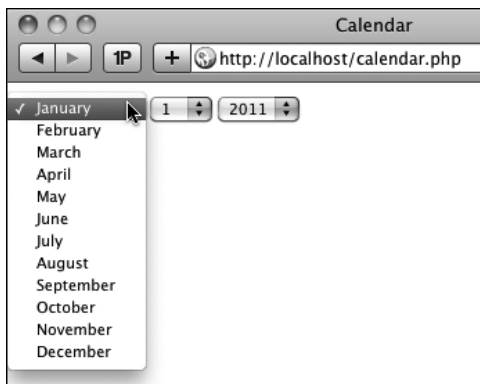 Calendar
1P + http://localhost/calendar.php
✓ January 1 2011
February
March
April
May
June
July
August
September
October
November
December